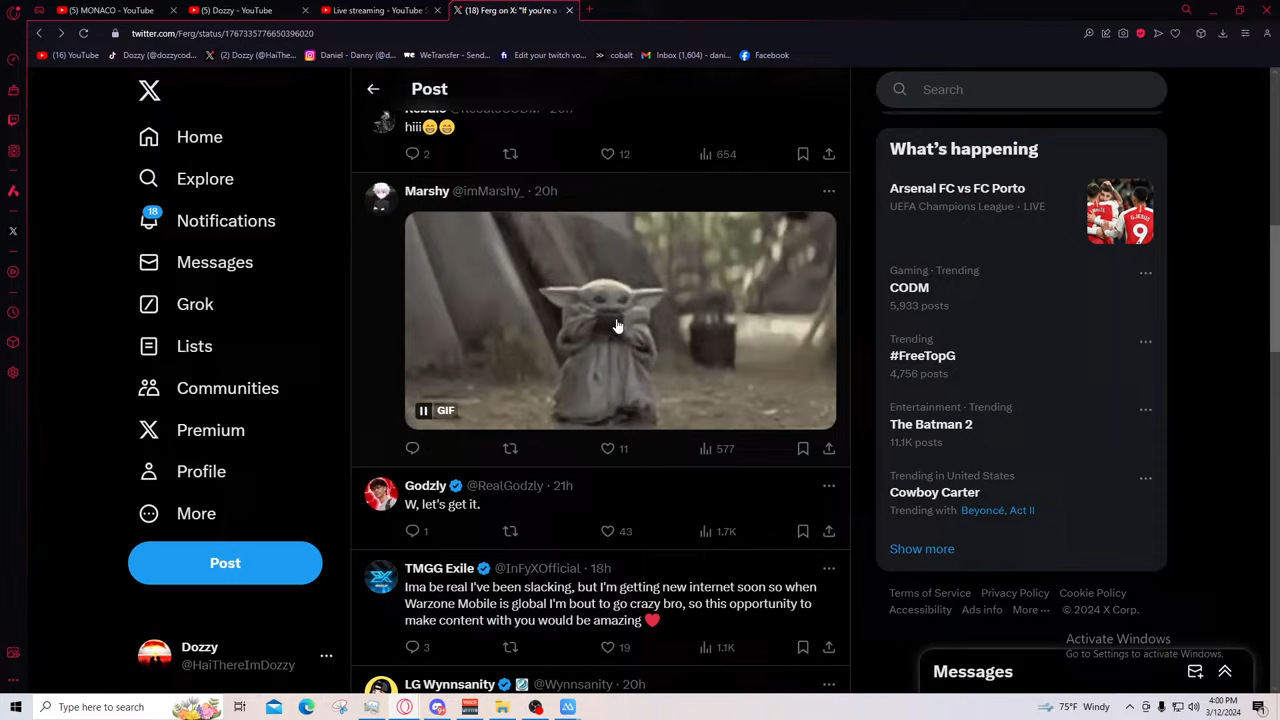 (5) MONACO - YouTube
(5) Dozzy - YouTube
Live streaming - YouTube S
Ferg on X: "If you're a
twitter.com/Ferg/status/1767335776650396020
(16) YouTube
Dozzy (@dozzycod...
(2) Dozzy (@HaiThe...
Daniel - Danny (@d...
WeTransfer - Send...
Edit your twitch vo...
cobalt
Inbox (1,604) - dani...
Facebook
Home
Explore
18
Notifications
Messages
Grok
Lists
Communities
Premium
Profile
More
Post
Dozzy
@HaiThereImDozzy
Post
hiii😁😁
2 12 654
Marshy @imMarshy_ · 20h
GIF
11 577
Godzly @RealGodzly · 21h
W, let's get it.
1 43 1.7K
TMGG Exile @InFyXOfficial · 18h
Ima be real I've been slacking, but I'm getting new internet soon so when
Warzone Mobile is global I'm bout to go crazy bro, so this opportunity to
make content with you would be amazing ❤️
3 19 1.1K
LG Wynnsanity @Wynnsanity · 20h
Search
What's happening
Arsenal FC vs FC Porto
UEFA Champions League · LIVE
Gaming · Trending
CODM
5,933 posts
Trending
#FreeTopG
4,756 posts
Entertainment · Trending
The Batman 2
11.1K posts
Trending in United States
Cowboy Carter
Trending with Beyoncé, Act II
Show more
Terms of Service Privacy Policy Cookie Policy
Accessibility Ads info More ··· © 2024 X Corp.
Activate Windows
Go to Settings to activate Windows.
Messages
Type here to search
75°F Windy
4:00 PM
3/12/2024